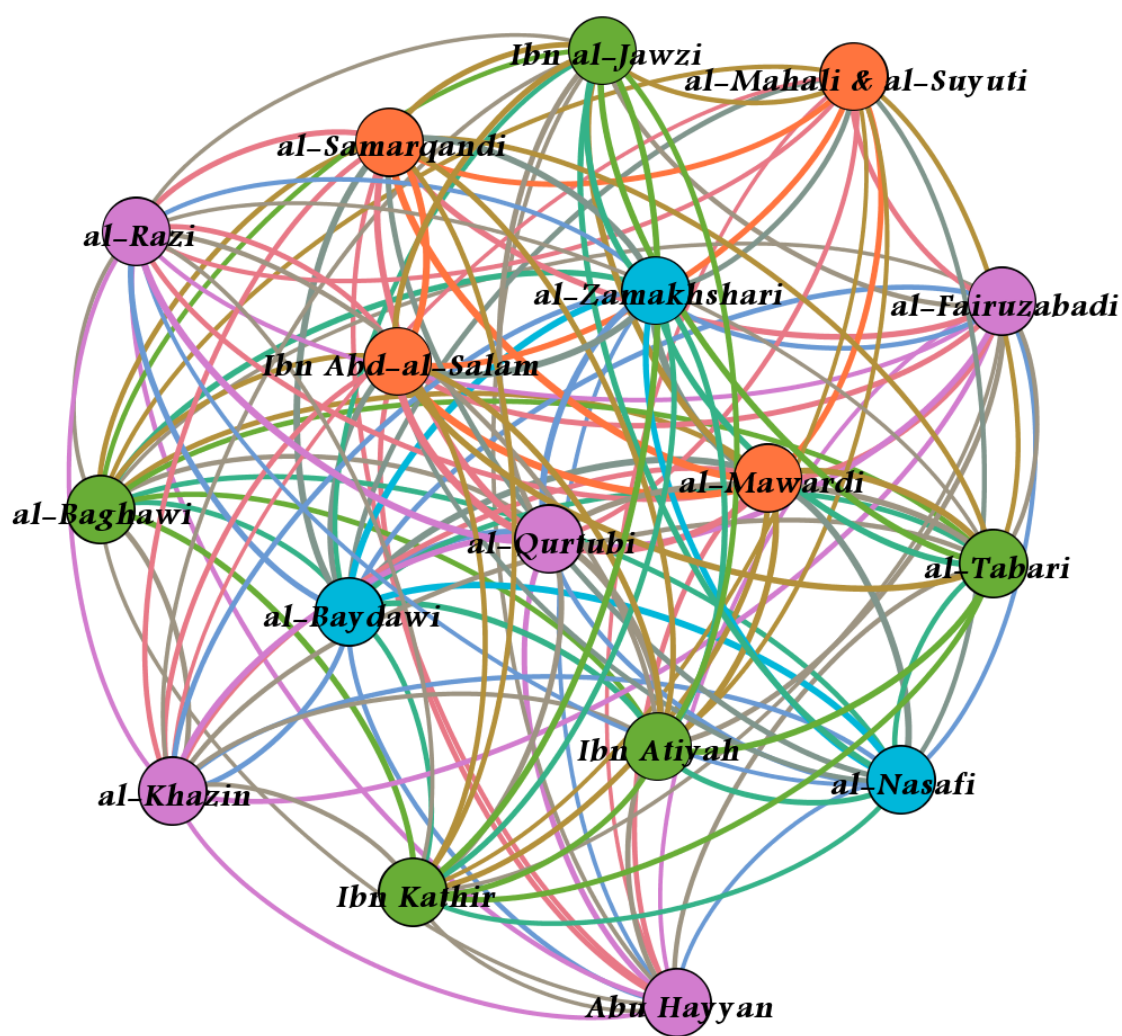 Ibn al-Jawzi
al-Mahali & al-Suyuti
al-Samarqandi
al-Razi
al-Zamakhshari
al-Fairuzabadi
Ibn Abd-al-Salam
al-Mawardi
al-Baghawi
al-Qurtubi
al-Tabari
al-Baydawi
Ibn Atiyah
al-Nasafi
al-Khazin
Ibn Kathir
Abu Hayyan